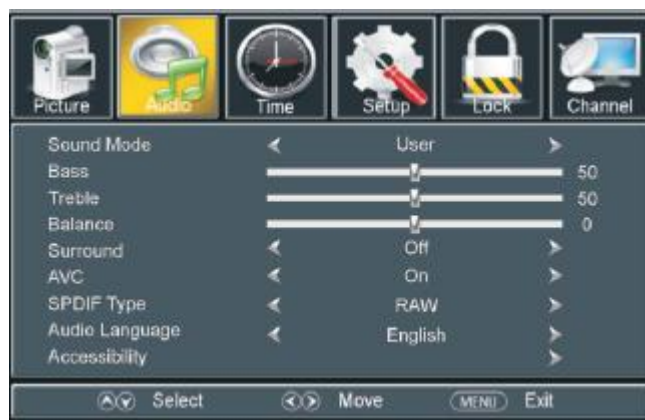 Picture Audio Time Setup Lock Channel
Sound Mode User
Bass 50
Treble 50
Balance 0
Surround Off
AVC On
SPDIF Type RAW
Audio Language English
Accessibility
Select Move MENU Exit